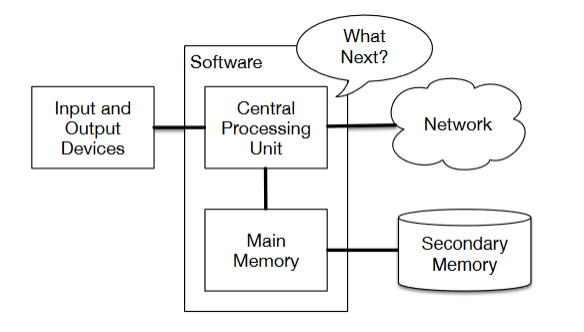 What
Next?
Software
Input and
Output
Devices
Central
Processing
Unit
Network
Main
Memory
Secondary
Memory